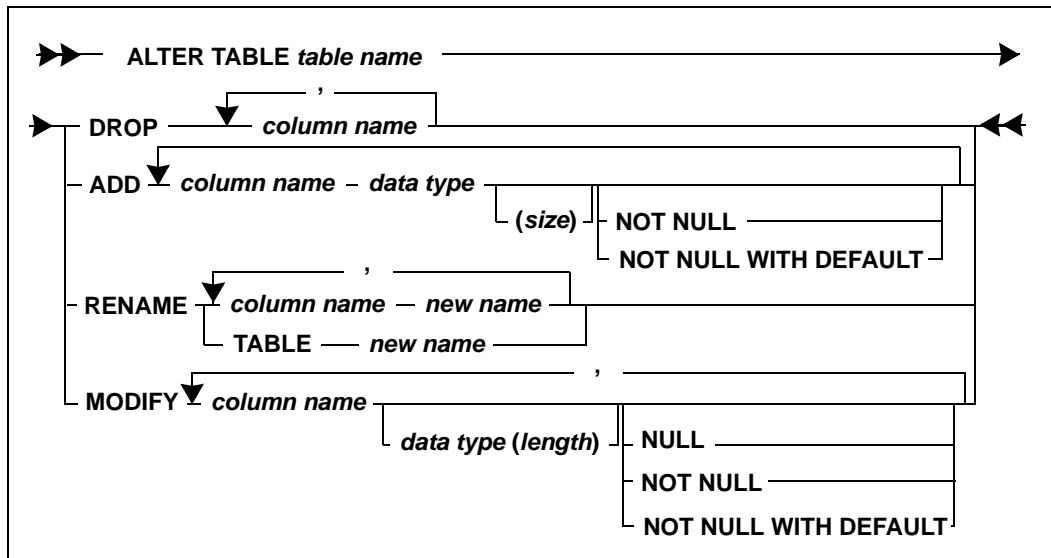 ALTER TABLE table name
,
DROP column name
ADD column name data type
(size) NOT NULL
NOT NULL WITH DEFAULT
,
RENAME column name new name
TABLE new name
,
MODIFY column name
data type (length) NULL
NOT NULL
NOT NULL WITH DEFAULT